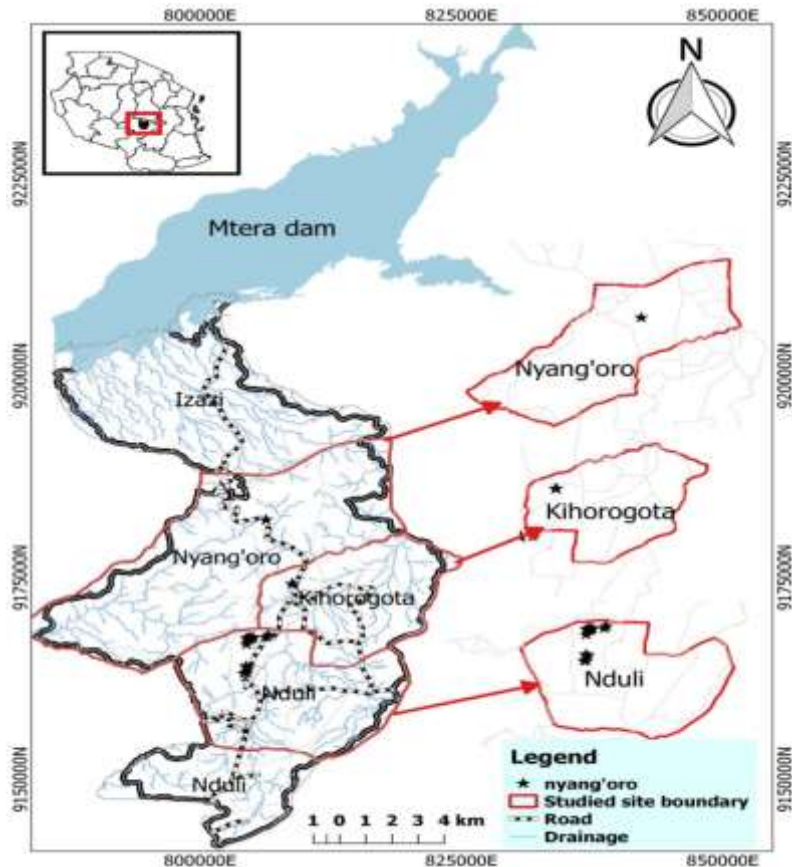 800000E 825000E 850000E
N
9225000N 9225000N
Mtera dam
Nyang'oro
9200000N 9200000N
Izazi
Kihorogota
Nyang'oro
9175000N 9175000N
Kihorogota
Nduli
Nduli
Legend
nyang'oro
Studied site boundary
Road
Drainage
9150000N 9150000N
Nduli
1 0 1 2 3 4 km
800000E 825000E 850000E